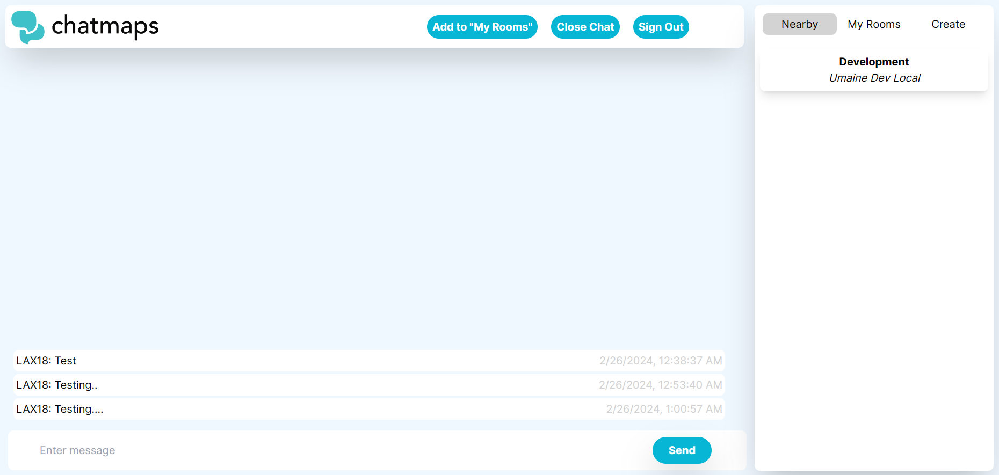 chatmaps
Add to "My Rooms"
Close Chat
Sign Out
Nearby
My Rooms
Create
Development
Umaine Dev Local
LAX18: Test 2/26/2024, 12:38:37 AM
LAX18: Testing.. 2/26/2024, 12:53:40 AM
LAX18: Testing.... 2/26/2024, 1:00:57 AM
Enter message
Send